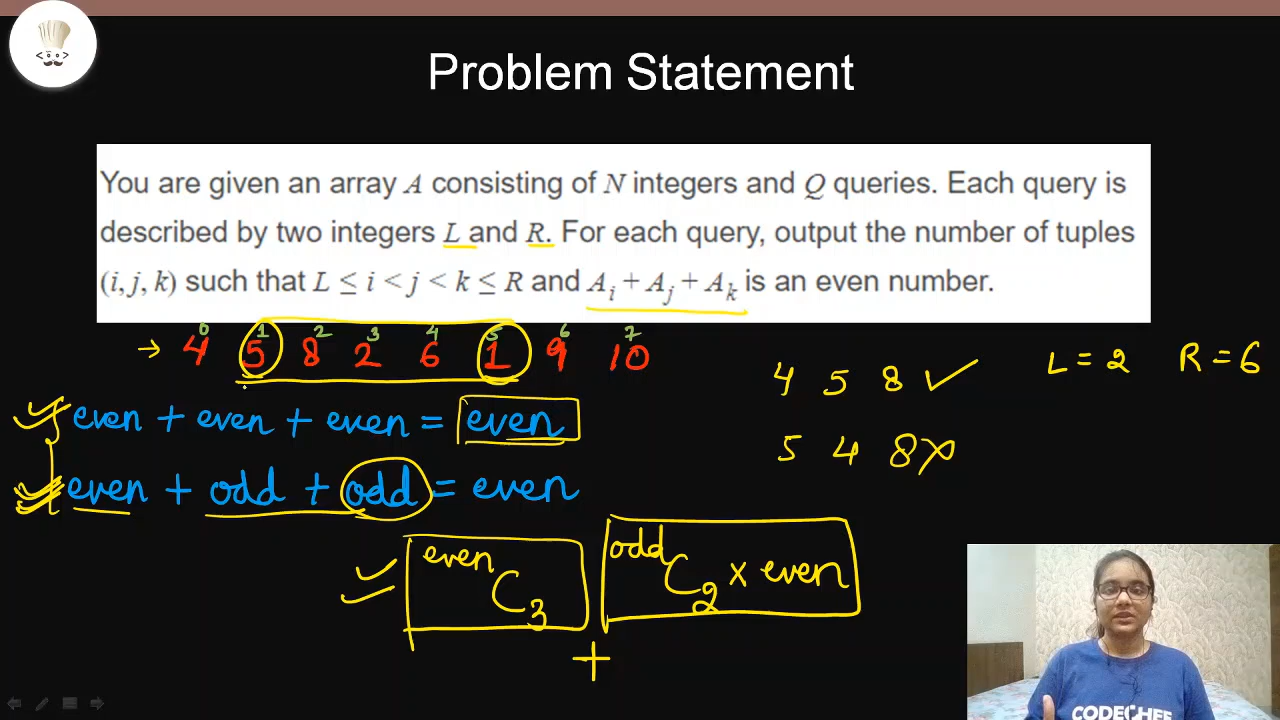 Problem Statement
You are given an array A consisting of N integers and Q queries. Each query is
described by two integers L and R. For each query, output the number of tuples
(i, j, k) such that L ≤ i < j < k ≤ R and Aᵢ + Aⱼ + Aₖ is an even number.
0 1 2 3 4 5 6 7
→ 4 5 8 2 6 1 9 10
4 5 8 ✓ L = 2 R = 6
even + even + even = even
5 4 8 ×
even + odd + odd = even
even C 3 + odd C 2 × even
CODECHEF